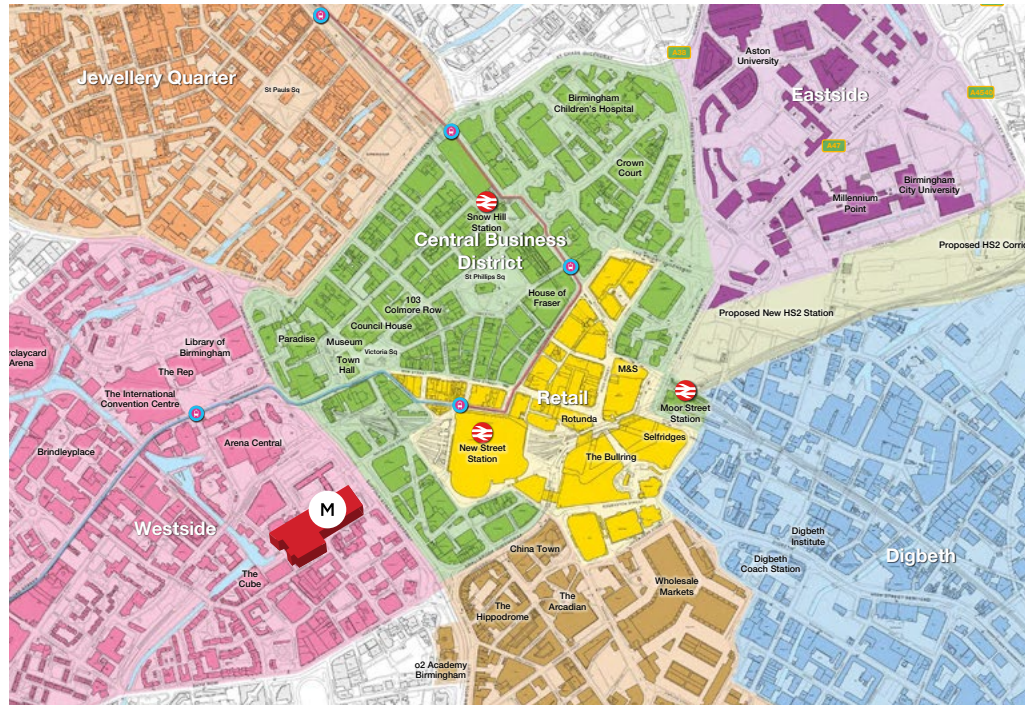 Jewellery Quarter
St Pauls Sq
A38
Aston
University
Eastside
A4540
A47
Birmingham
Children's Hospital
Crown
Court
Birmingham
City University
Millennium
Point
Snow Hill
Station
Central Business
District
St Phillips Sq
Proposed HS2 Corri
House of
Fraser
103
Colmore Row
Proposed New HS2 Station
Council House
Paradise
Museum
Victoria Sq
Town
Hall
Library of
Birmingham
rclaycard
Arena
The Rep
The International
Convention Centre
M&S
Retail
Moor Street
Station
Rotunda
Selfridges
Arena Central
Brindleyplace
New Street
Station
The Bullring
M
Westside
Digbeth
Institute
Digbeth
China Town
Digbeth
Coach Station
The
Cube
Wholesale
Markets
The
Arcadian
The
Hippodrome
o2 Academy
Birmingham